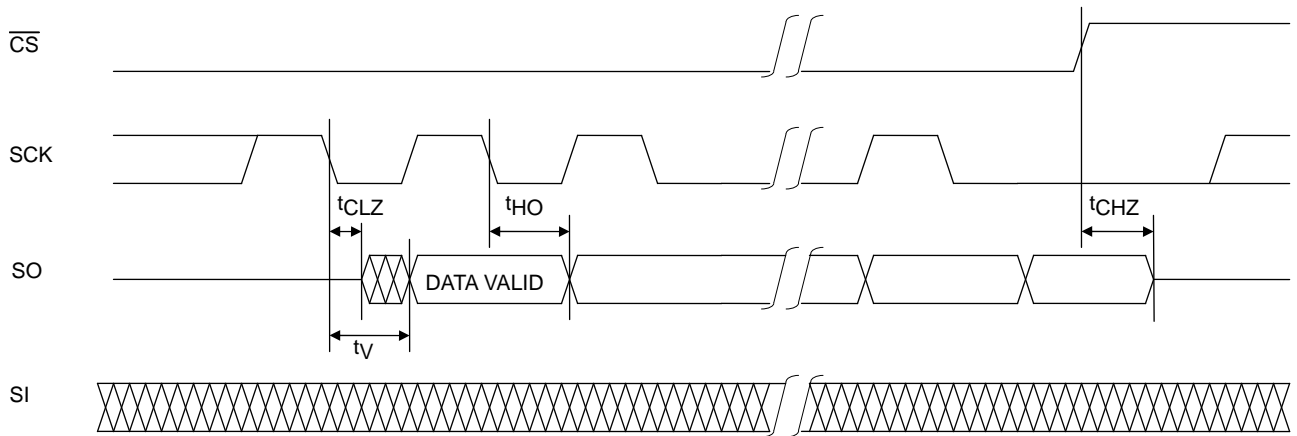 CS
SCK
tCLZ
tHO
tCHZ
SO
DATA VALID
tV
SI